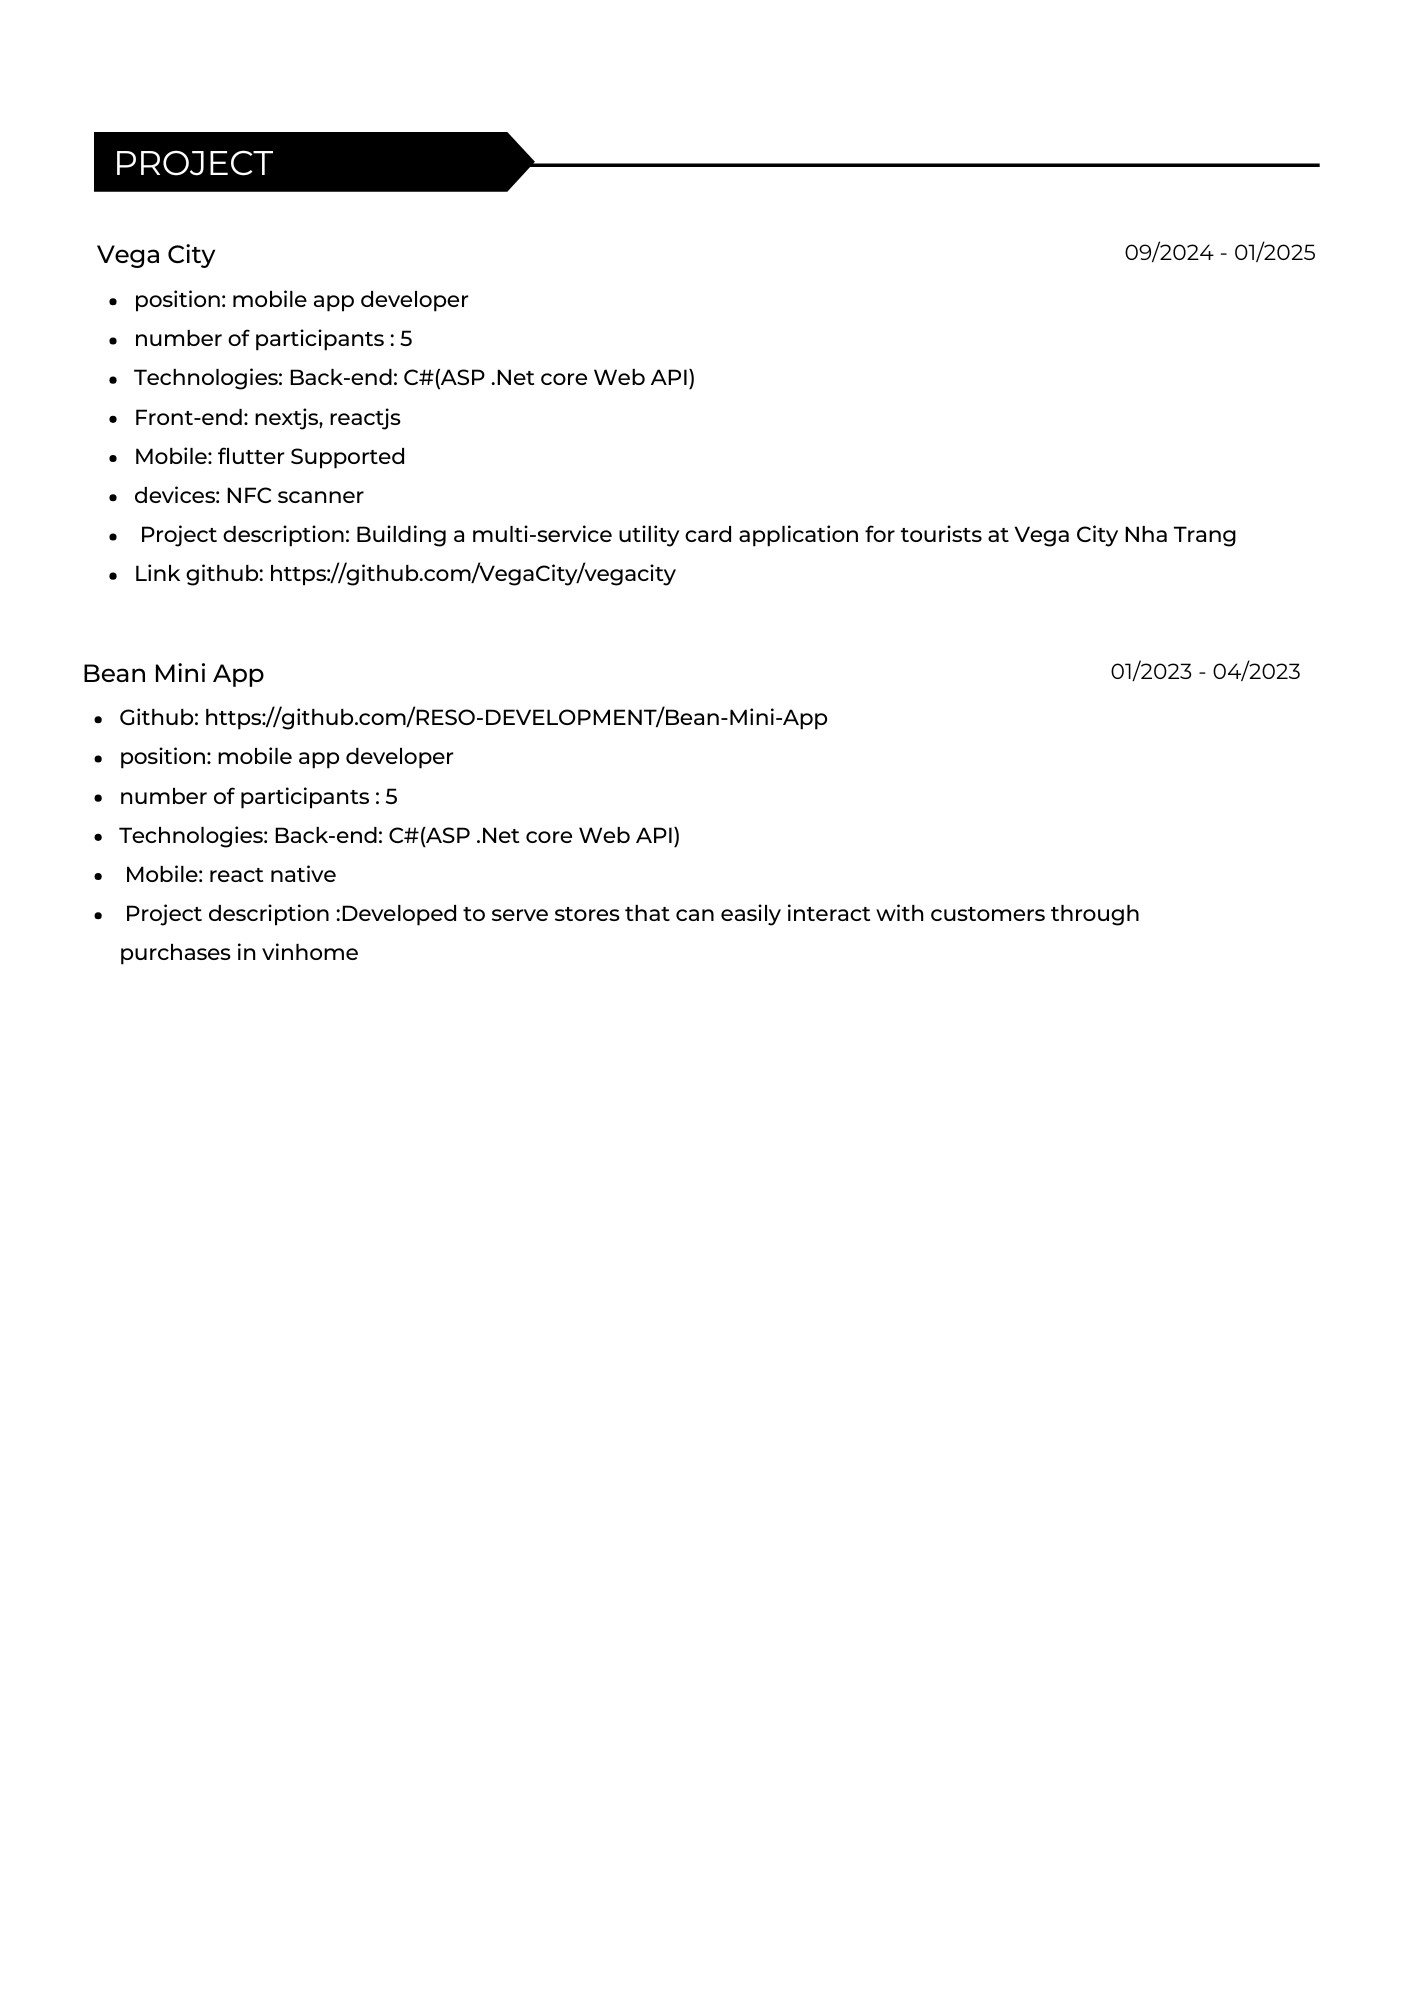 PROJECT
Vega City
09/2024 - 01/2025
• position: mobile app developer
• number of participants : 5
• Technologies: Back-end: C#(ASP .Net core Web API)
• Front-end: nextjs, reactjs
• Mobile: flutter Supported
• devices: NFC scanner
• Project description: Building a multi-service utility card application for tourists at Vega City Nha Trang
• Link github: https://github.com/VegaCity/vegacity
Bean Mini App
01/2023 - 04/2023
• Github: https://github.com/RESO-DEVELOPMENT/Bean-Mini-App
• position: mobile app developer
• number of participants : 5
• Technologies: Back-end: C#(ASP .Net core Web API)
• Mobile: react native
• Project description :Developed to serve stores that can easily interact with customers through
purchases in vinhome